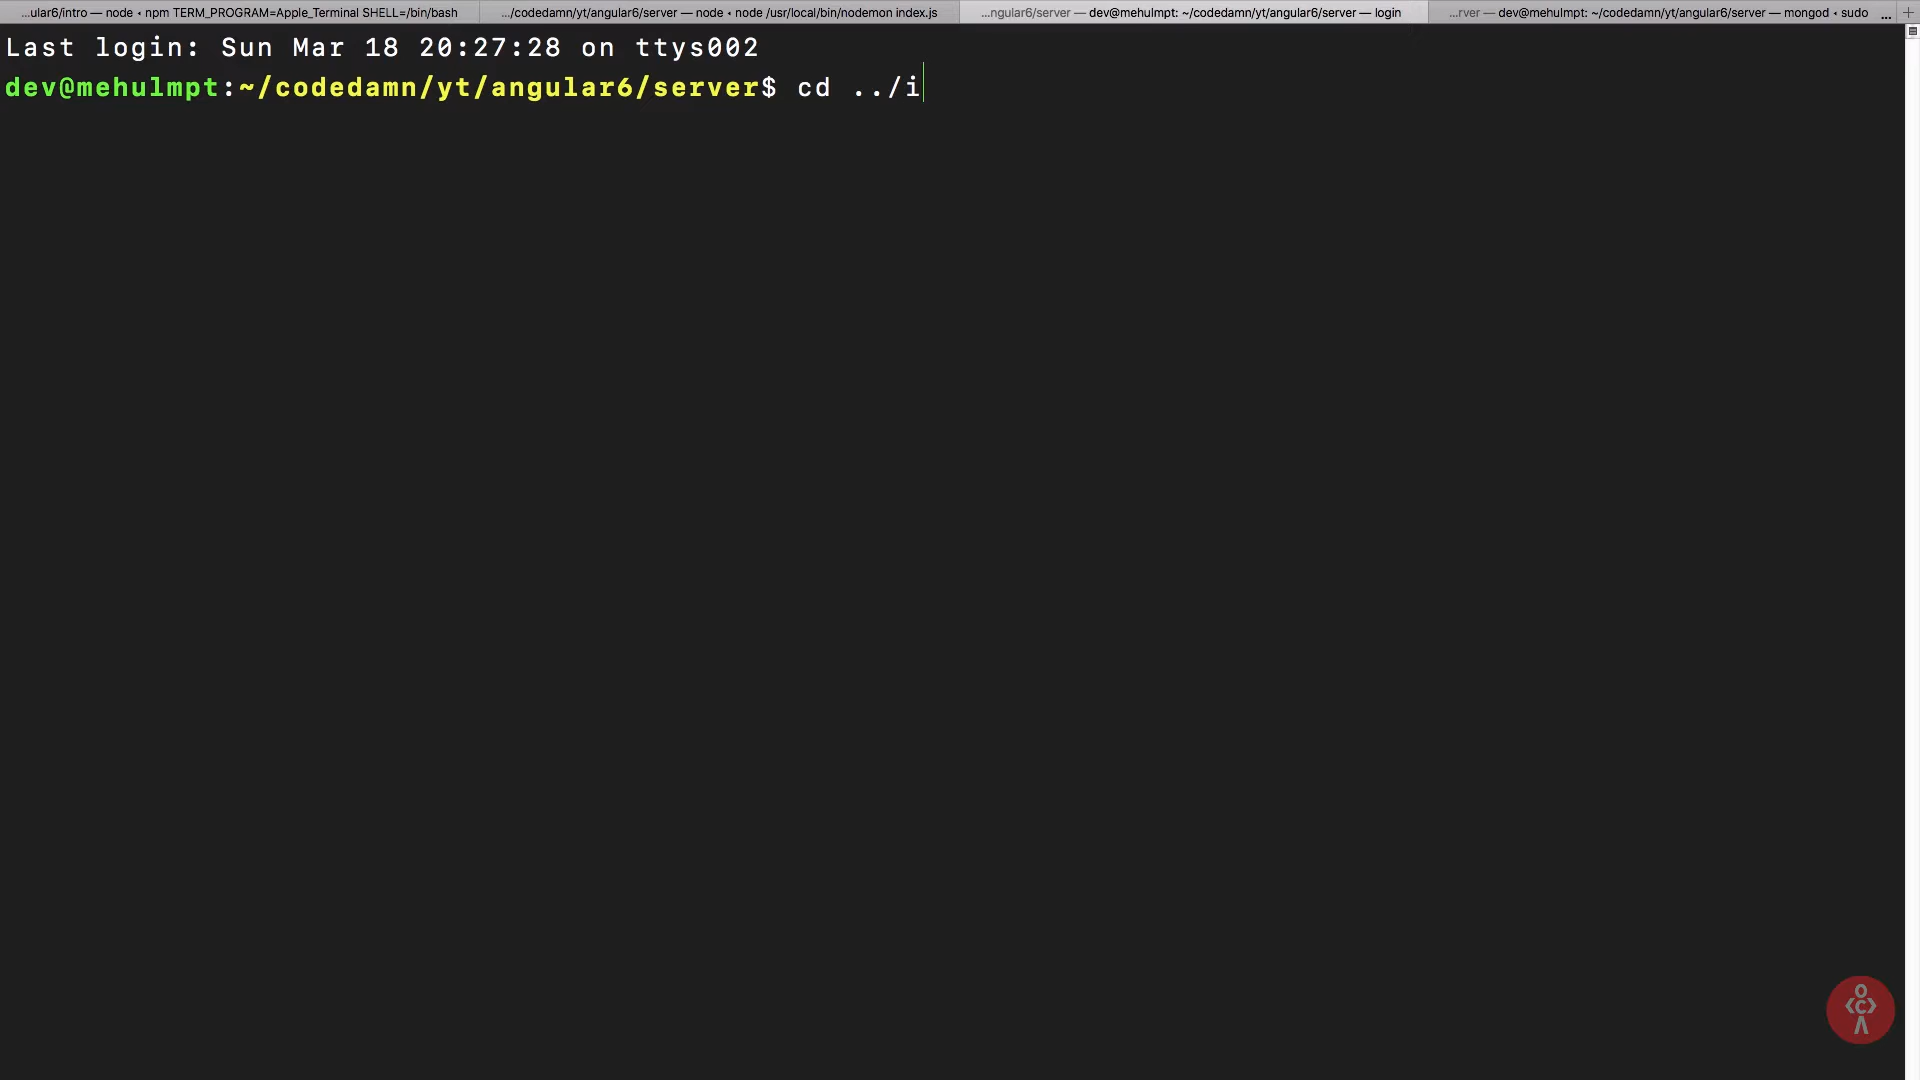 ...ular6/intro — node ◂ npm TERM_PROGRAM=Apple_Terminal SHELL=/bin/bash
.../codedamn/yt/angular6/server — node ◂ node /usr/local/bin/nodemon index.js
...ngular6/server — dev@mehulmpt: ~/codedamn/yt/angular6/server — login
...rver — dev@mehulmpt: ~/codedamn/yt/angular6/server — mongod ◂ sudo ...
Last login: Sun Mar 18 20:27:28 on ttys002
dev@mehulmpt:~/codedamn/yt/angular6/server$ cd ../i